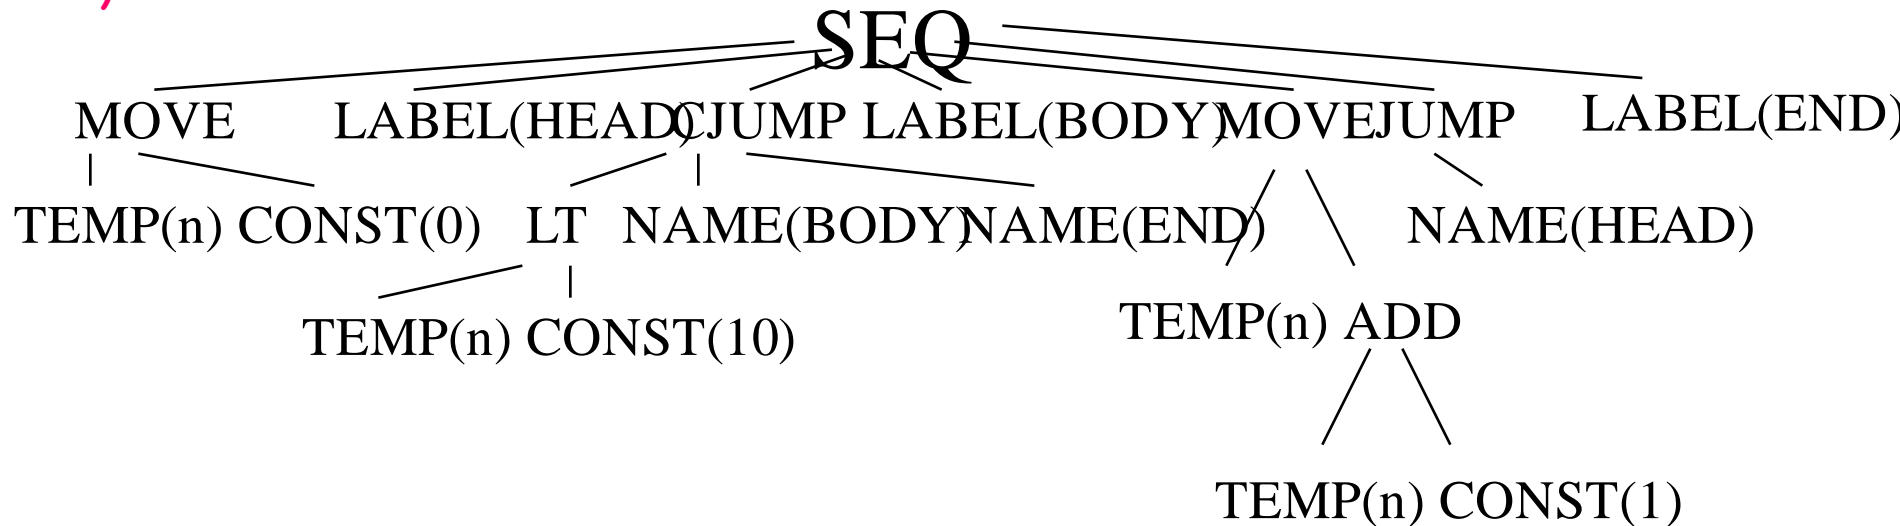 SEQ
MOVE LABEL(HEAD) CJUMP LABEL(BODY) MOVE JUMP LABEL(END)
TEMP(n) CONST(0) LT NAME(BODY) NAME(END) NAME(HEAD)
TEMP(n) CONST(10) TEMP(n) ADD
TEMP(n) CONST(1)